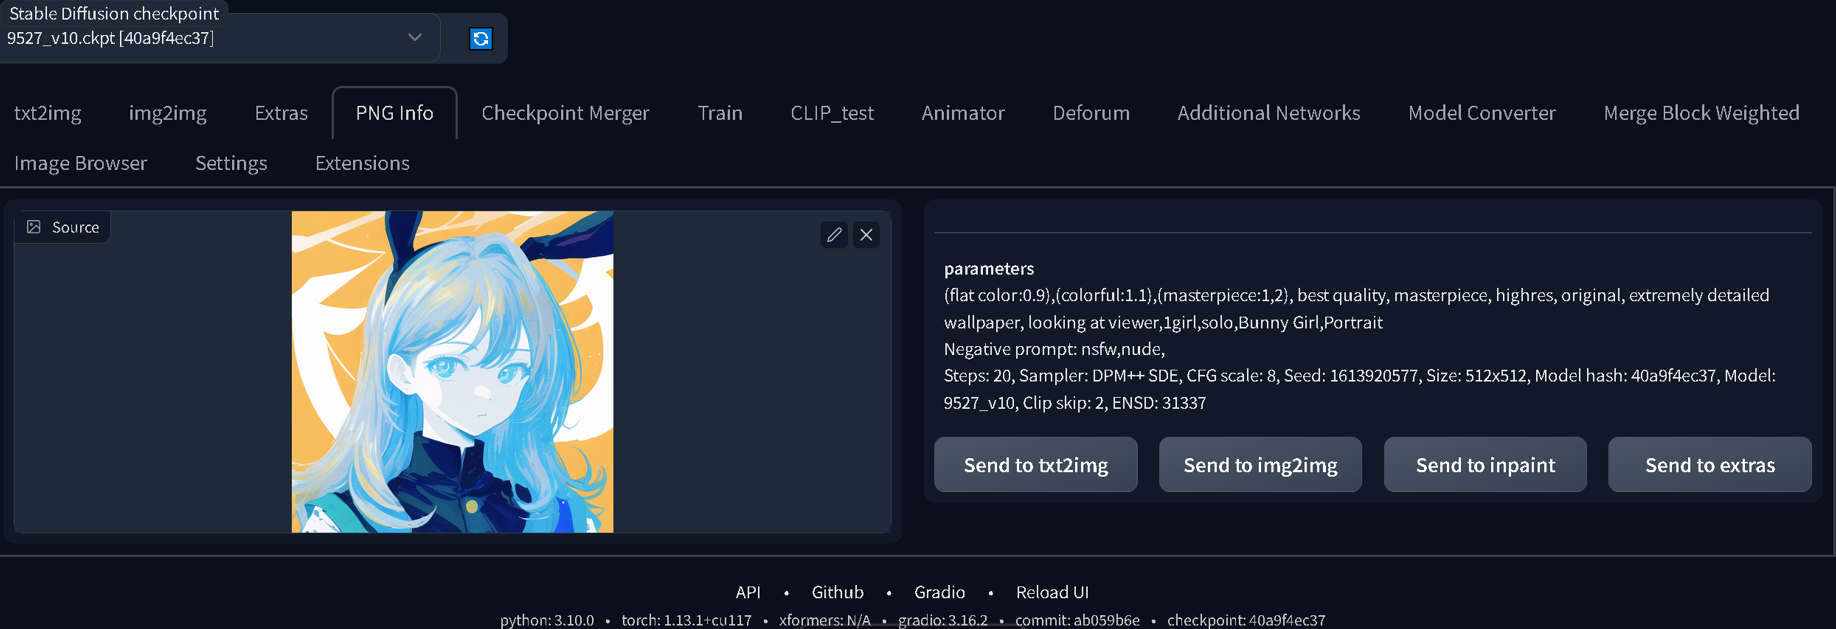 Stable Diffusion checkpoint
9527_v10.ckpt [40a9f4ec37]
txt2img img2img Extras PNG Info Checkpoint Merger Train CLIP_test Animator Deforum Additional Networks Model Converter Merge Block Weighted
Image Browser Settings Extensions
Source
parameters
(flat color:0.9),(colorful:1.1),(masterpiece:1,2), best quality, masterpiece, highres, original, extremely detailed
wallpaper, looking at viewer,1girl,solo,Bunny Girl,Portrait
Negative prompt: nsfw,nude,
Steps: 20, Sampler: DPM++ SDE, CFG scale: 8, Seed: 1613920577, Size: 512x512, Model hash: 40a9f4ec37, Model:
9527_v10, Clip skip: 2, ENSD: 31337
Send to txt2img Send to img2img Send to inpaint Send to extras
API • Github • Gradio • Reload UI
python: 3.10.0 • torch: 1.13.1+cu117 • xformers: N/A • gradio: 3.16.2 • commit: ab059b6e • checkpoint: 40a9f4ec37